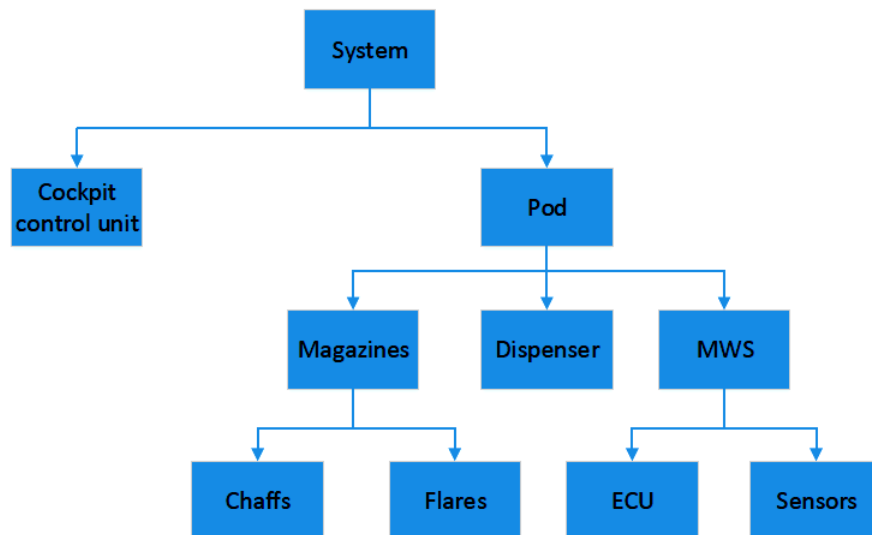 System
Cockpit
control unit
Pod
Magazines
Dispenser
MWS
Chaffs
Flares
ECU
Sensors